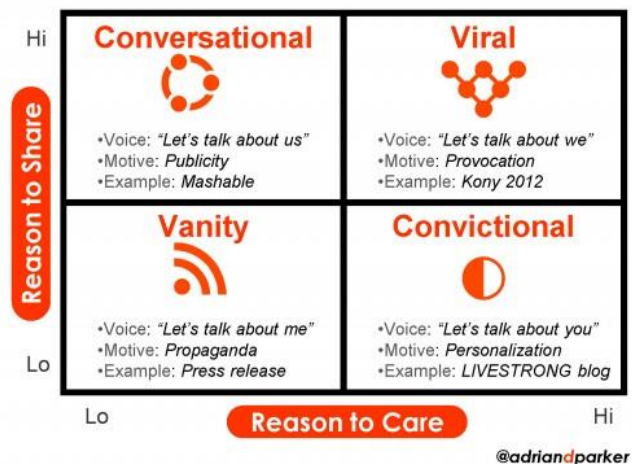 Hi
Reason to Share
Lo
Conversational
•Voice: “Let’s talk about us”
•Motive: Publicity
•Example: Mashable
Viral
•Voice: “Let’s talk about we”
•Motive: Provocation
•Example: Kony 2012
Vanity
•Voice: “Let’s talk about me”
•Motive: Propaganda
•Example: Press release
Convictional
•Voice: “Let’s talk about you”
•Motive: Personalization
•Example: LIVESTRONG blog
Lo
Reason to Care
Hi
@adriandparker